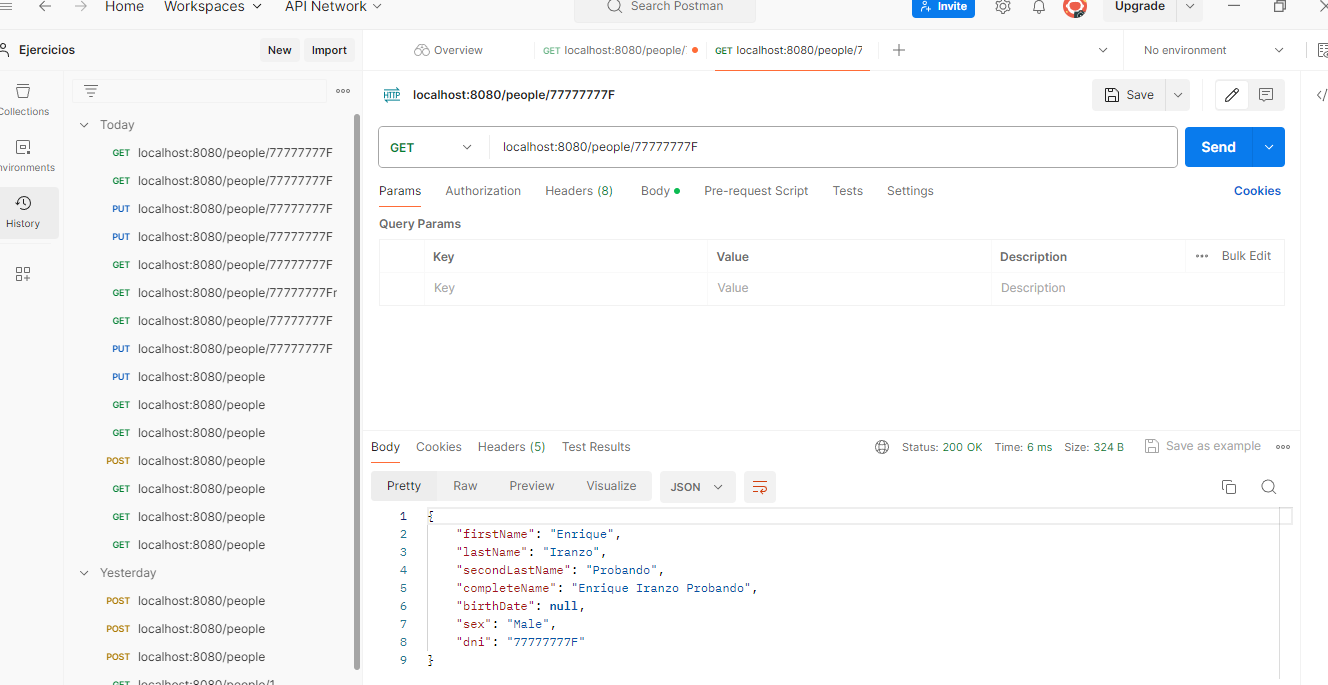 Home Workspaces API Network Search Postman Invite Upgrade
Ejercicios New Import Overview GET localhost:8080/people/ GET localhost:8080/people/7 No environment
Collections
Environments
History
Today
GET localhost:8080/people/77777777F
GET localhost:8080/people/77777777F
PUT localhost:8080/people/77777777F
PUT localhost:8080/people/77777777F
GET localhost:8080/people/77777777F
GET localhost:8080/people/77777777Fr
GET localhost:8080/people/77777777F
PUT localhost:8080/people/77777777F
PUT localhost:8080/people
GET localhost:8080/people
GET localhost:8080/people
POST localhost:8080/people
GET localhost:8080/people
GET localhost:8080/people
GET localhost:8080/people
Yesterday
POST localhost:8080/people
POST localhost:8080/people
POST localhost:8080/people
GET localhost:8080/people/1
HTTP localhost:8080/people/77777777F Save
GET localhost:8080/people/77777777F Send
Params Authorization Headers (8) Body Pre-request Script Tests Settings Cookies
Query Params
Key Value Description Bulk Edit
Key Value Description
Body Cookies Headers (5) Test Results Status: 200 OK Time: 6 ms Size: 324 B Save as example
Pretty Raw Preview Visualize JSON
1 {
2 "firstName": "Enrique",
3 "lastName": "Iranzo",
4 "secondLastName": "Probando",
5 "completeName": "Enrique Iranzo Probando",
6 "birthDate": null,
7 "sex": "Male",
8 "dni": "77777777F"
9 }